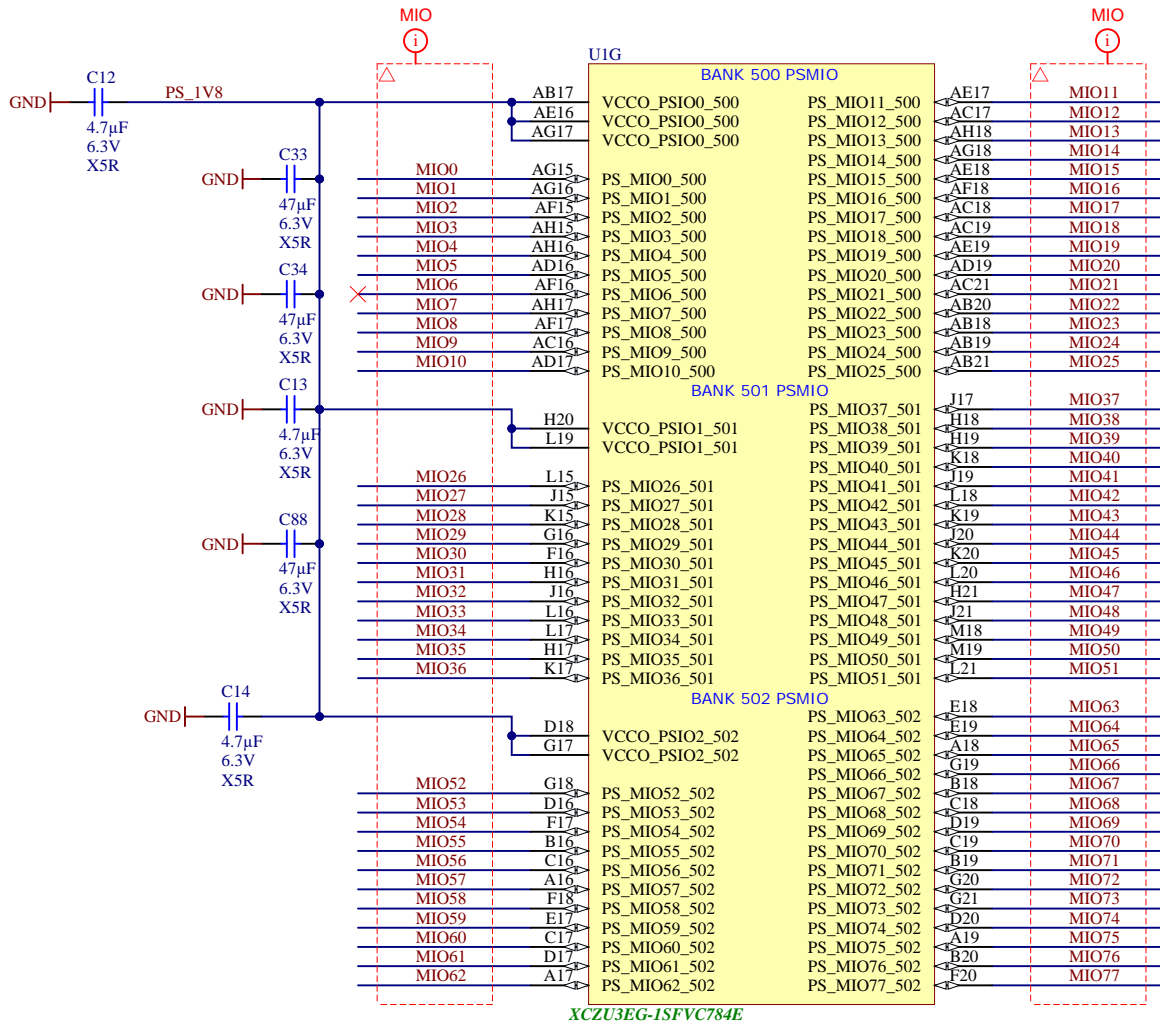 MIO
i
MIO
i
U1G
BANK 500 PSMIO
C12
GND
PS_1V8
4.7µF
6.3V
X5R
AB17 VCCO_PSIO0_500
AE16 VCCO_PSIO0_500
AG17 VCCO_PSIO0_500
C33
GND
47µF
6.3V
X5R
C34
GND
47µF
6.3V
X5R
MIO0 AG15 PS_MIO0_500
MIO1 AG16 PS_MIO1_500
MIO2 AF15 PS_MIO2_500
MIO3 AH15 PS_MIO3_500
MIO4 AH16 PS_MIO4_500
MIO5 AD16 PS_MIO5_500
MIO6 AF16 PS_MIO6_500
MIO7 AH17 PS_MIO7_500
MIO8 AF17 PS_MIO8_500
MIO9 AC16 PS_MIO9_500
MIO10 AD17 PS_MIO10_500
PS_MIO11_500 AE17 MIO11
PS_MIO12_500 AC17 MIO12
PS_MIO13_500 AH18 MIO13
PS_MIO14_500 AG18 MIO14
PS_MIO15_500 AE18 MIO15
PS_MIO16_500 AF18 MIO16
PS_MIO17_500 AC18 MIO17
PS_MIO18_500 AC19 MIO18
PS_MIO19_500 AE19 MIO19
PS_MIO20_500 AD19 MIO20
PS_MIO21_500 AC21 MIO21
PS_MIO22_500 AB20 MIO22
PS_MIO23_500 AB18 MIO23
PS_MIO24_500 AB19 MIO24
PS_MIO25_500 AB21 MIO25
BANK 501 PSMIO
C13
GND
4.7µF
6.3V
X5R
H20 VCCO_PSIO1_501
L19 VCCO_PSIO1_501
C88
GND
47µF
6.3V
X5R
MIO26 L15 PS_MIO26_501
MIO27 J15 PS_MIO27_501
MIO28 K15 PS_MIO28_501
MIO29 G16 PS_MIO29_501
MIO30 F16 PS_MIO30_501
MIO31 H16 PS_MIO31_501
MIO32 J16 PS_MIO32_501
MIO33 L16 PS_MIO33_501
MIO34 L17 PS_MIO34_501
MIO35 H17 PS_MIO35_501
MIO36 K17 PS_MIO36_501
PS_MIO37_501 J17 MIO37
PS_MIO38_501 H18 MIO38
PS_MIO39_501 H19 MIO39
PS_MIO40_501 K18 MIO40
PS_MIO41_501 J19 MIO41
PS_MIO42_501 L18 MIO42
PS_MIO43_501 K19 MIO43
PS_MIO44_501 J20 MIO44
PS_MIO45_501 K20 MIO45
PS_MIO46_501 L20 MIO46
PS_MIO47_501 H21 MIO47
PS_MIO48_501 J21 MIO48
PS_MIO49_501 M18 MIO49
PS_MIO50_501 M19 MIO50
PS_MIO51_501 L21 MIO51
BANK 502 PSMIO
C14
GND
4.7µF
6.3V
X5R
D18 VCCO_PSIO2_502
G17 VCCO_PSIO2_502
MIO52 G18 PS_MIO52_502
MIO53 D16 PS_MIO53_502
MIO54 F17 PS_MIO54_502
MIO55 B16 PS_MIO55_502
MIO56 C16 PS_MIO56_502
MIO57 A16 PS_MIO57_502
MIO58 F18 PS_MIO58_502
MIO59 E17 PS_MIO59_502
MIO60 C17 PS_MIO60_502
MIO61 D17 PS_MIO61_502
MIO62 A17 PS_MIO62_502
PS_MIO63_502 E18 MIO63
PS_MIO64_502 E19 MIO64
PS_MIO65_502 A18 MIO65
PS_MIO66_502 G19 MIO66
PS_MIO67_502 B18 MIO67
PS_MIO68_502 C18 MIO68
PS_MIO69_502 D19 MIO69
PS_MIO70_502 C19 MIO70
PS_MIO71_502 B19 MIO71
PS_MIO72_502 G20 MIO72
PS_MIO73_502 G21 MIO73
PS_MIO74_502 D20 MIO74
PS_MIO75_502 A19 MIO75
PS_MIO76_502 B20 MIO76
PS_MIO77_502 F20 MIO77
XCZU3EG-1SFVC784E